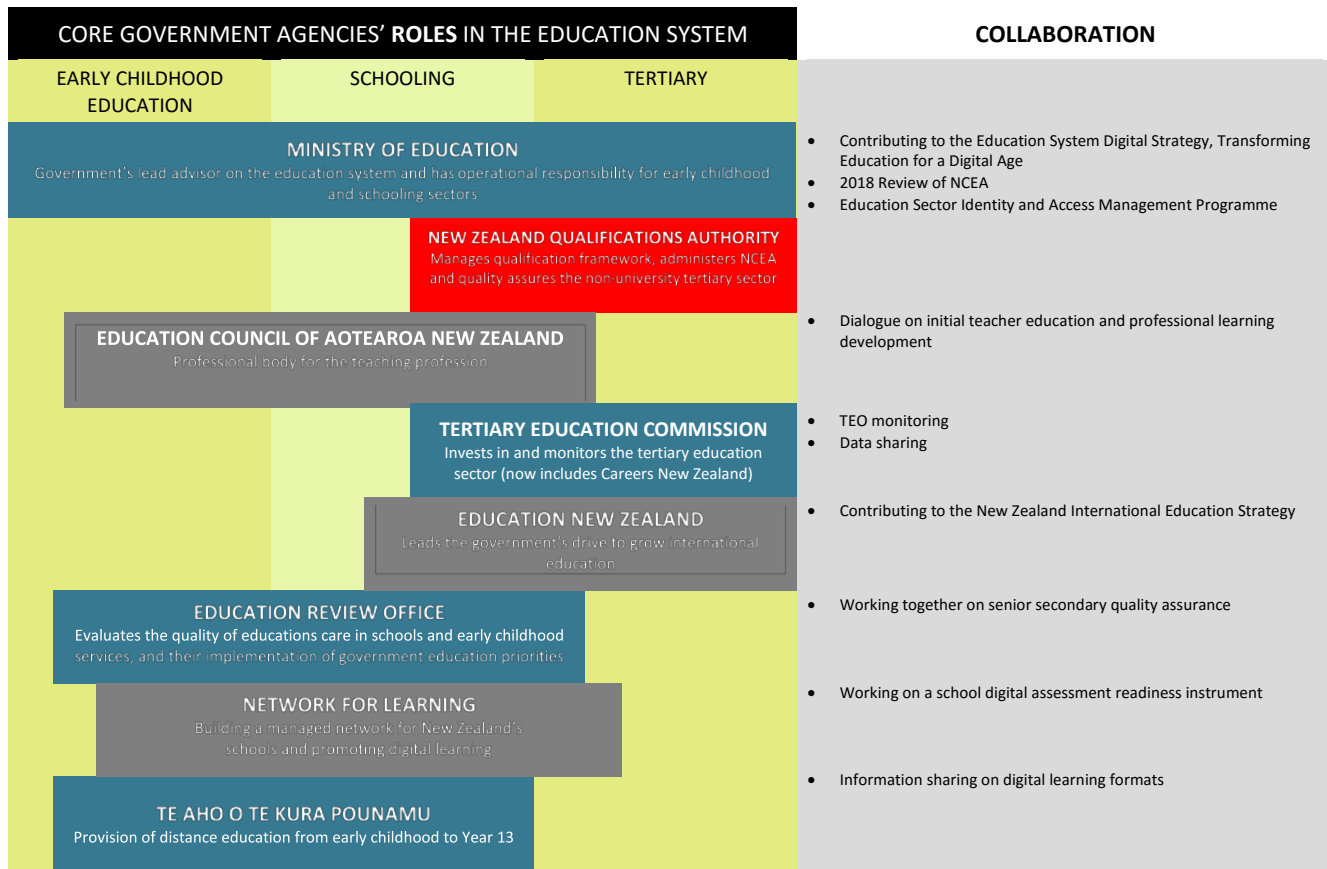 CORE GOVERNMENT AGENCIES' ROLES IN THE EDUCATION SYSTEM
COLLABORATION
EARLY CHILDHOOD
EDUCATION
SCHOOLING
TERTIARY
MINISTRY OF EDUCATION
Government's lead advisor on the education system and has operational responsibility for early childhood
and schooling sectors
• Contributing to the Education System Digital Strategy, Transforming
Education for a Digital Age
• 2018 Review of NCEA
• Education Sector Identity and Access Management Programme
NEW ZEALAND QUALIFICATIONS AUTHORITY
Manages qualification framework, administers NCEA
and quality assures the non-university tertiary sector
EDUCATION COUNCIL OF AOTEAROA NEW ZEALAND
Professional body for the teaching profession
• Dialogue on initial teacher education and professional learning
development
TERTIARY EDUCATION COMMISSION
Invests in and monitors the tertiary education
sector (now includes Careers New Zealand)
• TEO monitoring
• Data sharing
EDUCATION NEW ZEALAND
Leads the government's drive to grow international
education
• Contributing to the New Zealand International Education Strategy
EDUCATION REVIEW OFFICE
Evaluates the quality of educations care in schools and early childhood
services, and their implementation of government education priorities
• Working together on senior secondary quality assurance
NETWORK FOR LEARNING
Building a managed network for New Zealand's
schools and promoting digital learning
• Working on a school digital assessment readiness instrument
TE AHO O TE KURA POUNAMU
Provision of distance education from early childhood to Year 13
• Information sharing on digital learning formats